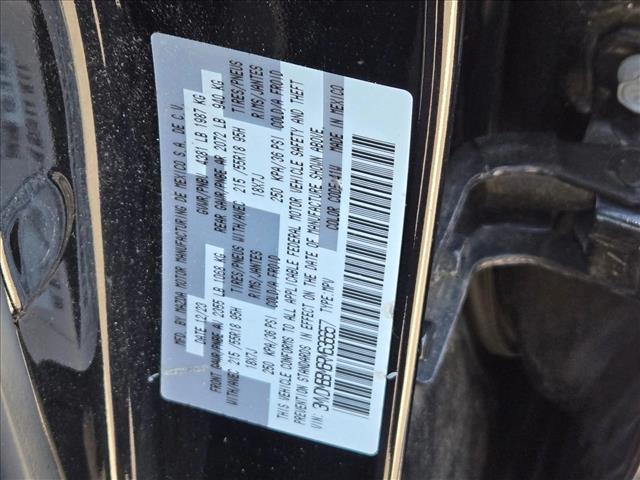 MFD. BY MAZDA MOTOR MANUFACTURING DE MEXICO S.A. DE C.V.
DATE 12/23 GVWR/PNBV 4381 LB 1987 KG
FRONT GAWR/PNBE AV 2355 LB 1068 KG REAR GAWR/PNBE AR 2072 LB 940 KG
WITH/AVEC 215 /55R18 95H TIRES/PNEUS WITH/AVEC 215 /55R18 95H TIRES/PNEUS
18X7J RIMS/JANTES 18X7J RIMS/JANTES
250 KPA/36 PSI COLD/A FROID 250 KPA/36 PSI COLD/A FROID
THIS VEHICLE CONFORMS TO ALL APPLICABLE FEDERAL MOTOR VEHICLE SAFETY AND THEFT
PREVENTION STANDARDS IN EFFECT ON THE DATE OF MANUFACTURE SHOWN ABOVE.
VIN: TYPE:MPV COLOR CODE:41W MADE IN MEXICO